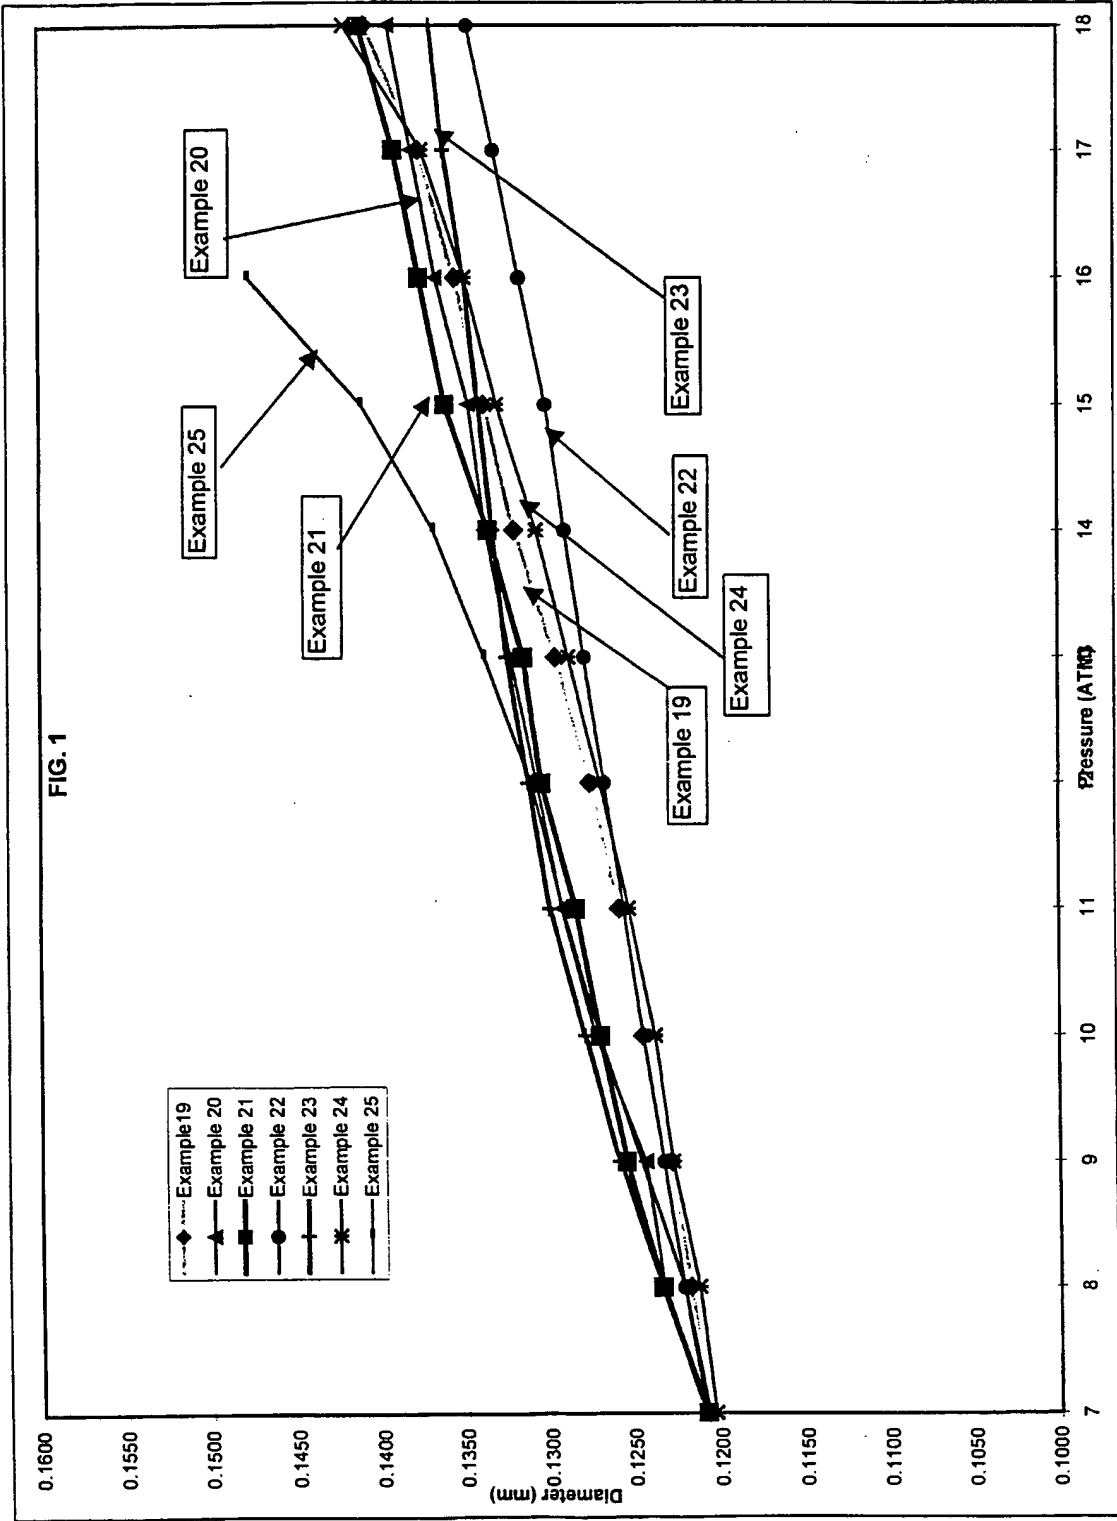 FIG. 1
Diameter (mm)
0.1600
0.1550
0.1500
0.1450
0.1400
0.1350
0.1300
0.1250
0.1200
0.1150
0.1100
0.1050
0.1000
7
8
9
10
11
12
13
14
15
16
17
18
Pressure (ATM)
Example19
Example 20
Example 21
Example 22
Example 23
Example 24
Example 25
Example 25
Example 20
Example 21
Example 19
Example 24
Example 22
Example 23